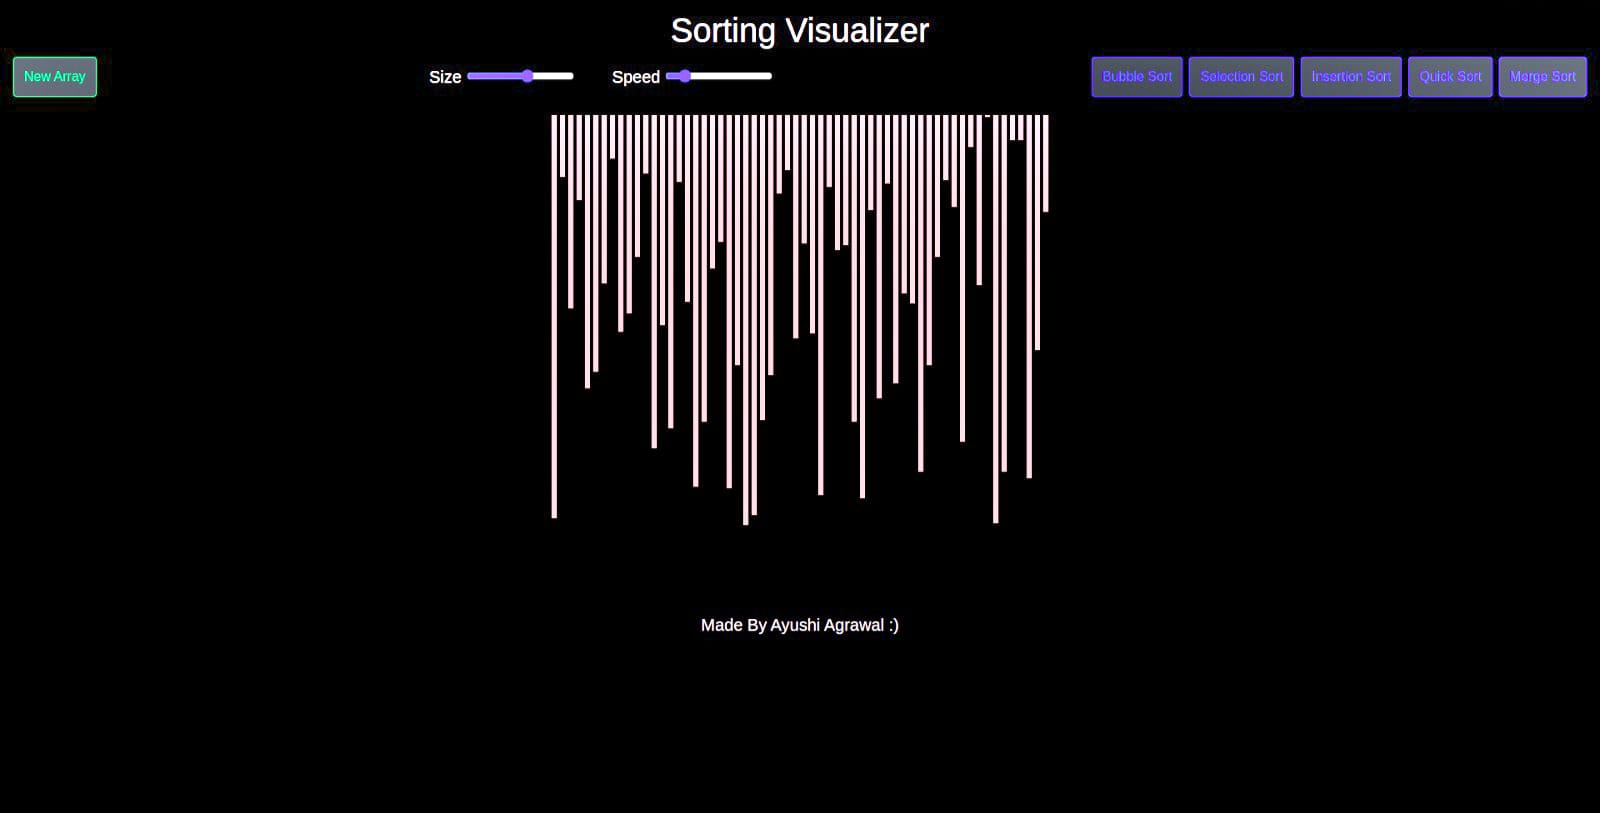 Sorting Visualizer
New Array
Size
Speed
Bubble Sort
Selection Sort
Insertion Sort
Quick Sort
Merge Sort
Made By Ayushi Agrawal :)